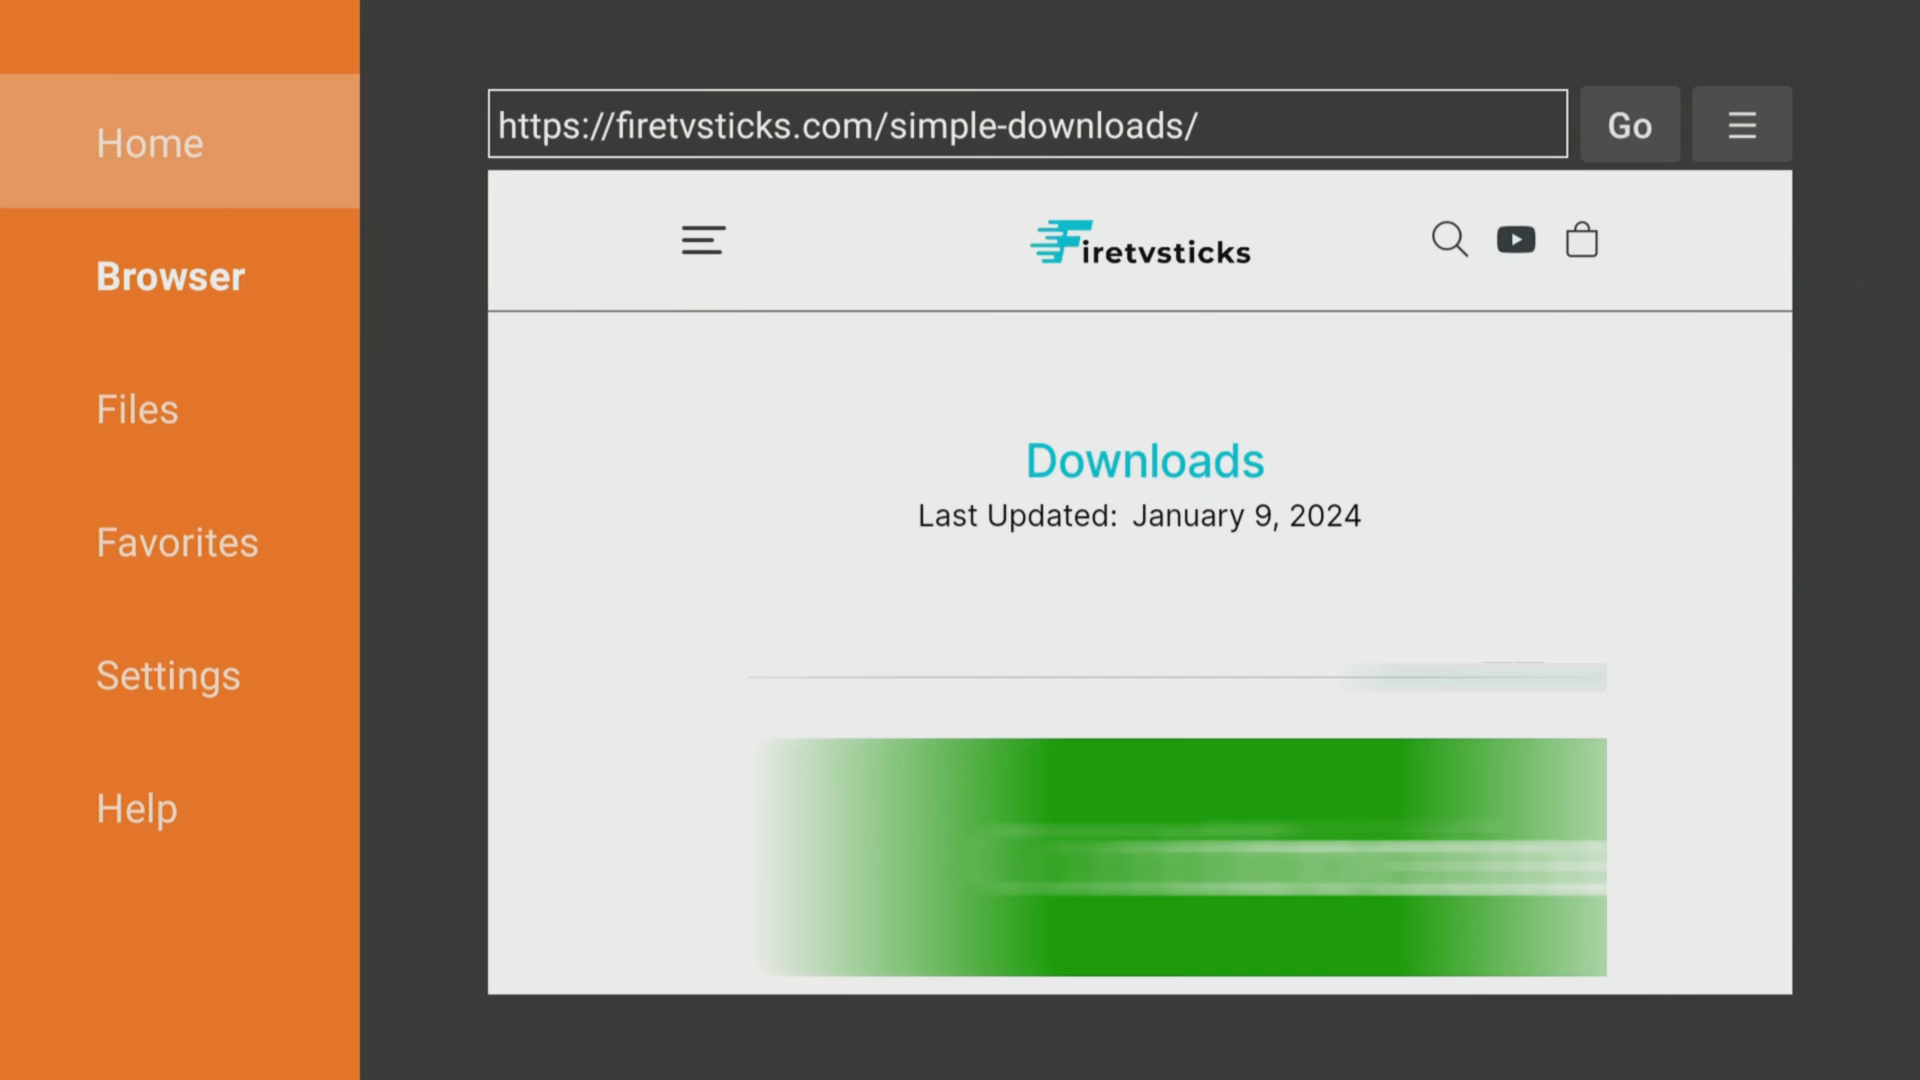 Home
Browser
Files
Favorites
Settings
Help
https://firetvsticks.com/simple-downloads/
Go
Firetvsticks
Downloads
Last Updated: January 9, 2024